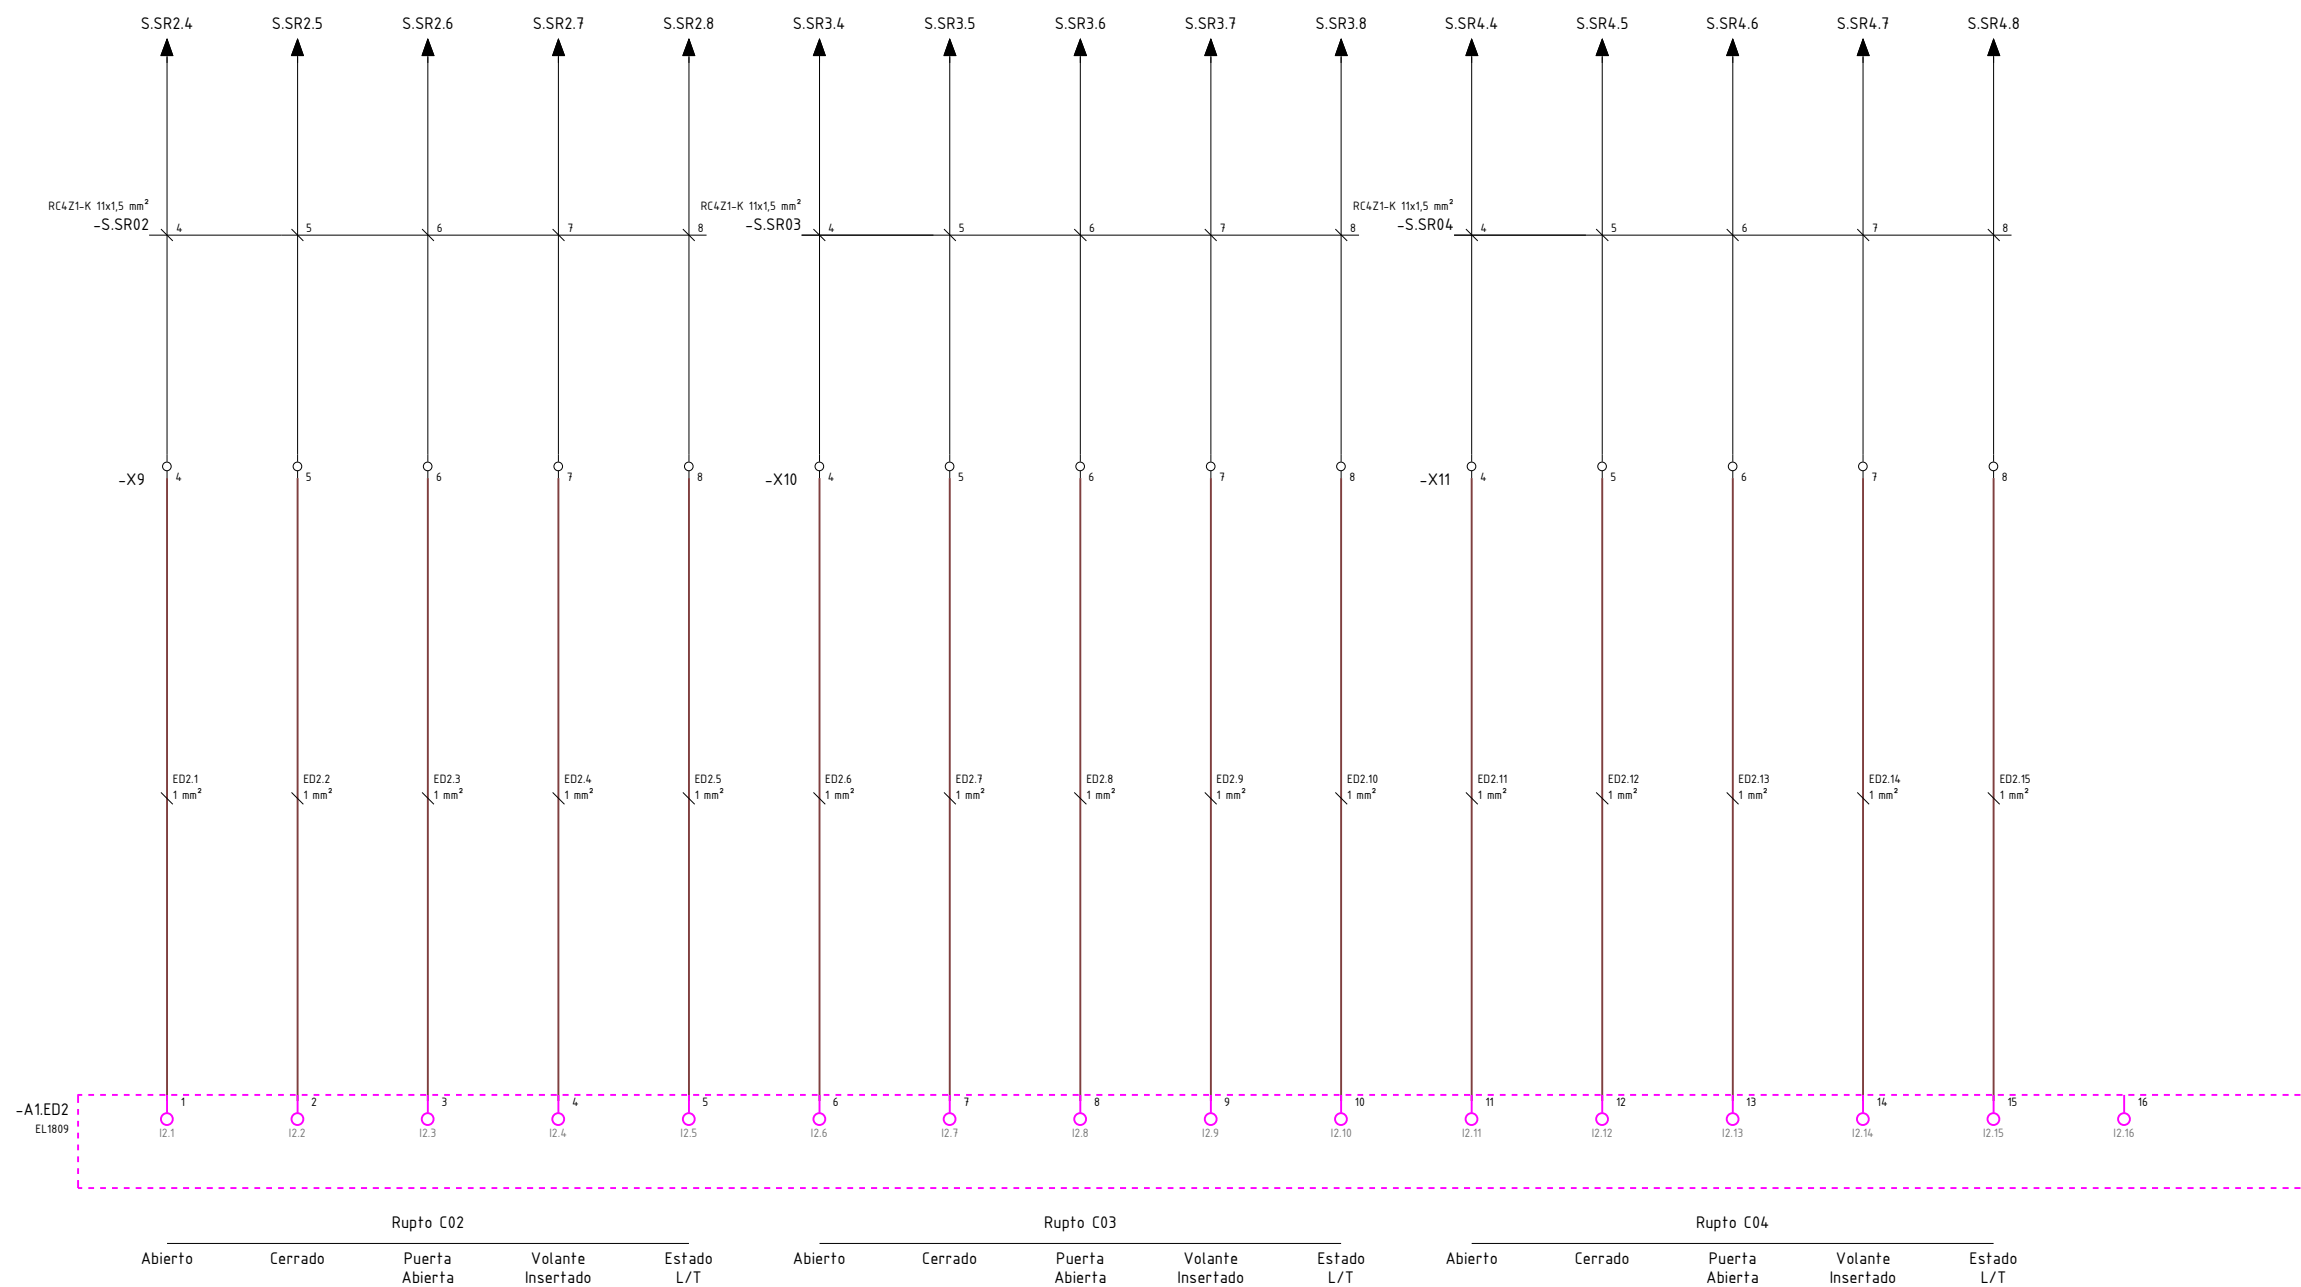 S.SR2.4 S.SR2.5 S.SR2.6 S.SR2.7 S.SR2.8 S.SR3.4 S.SR3.5 S.SR3.6 S.SR3.7 S.SR3.8 S.SR4.4 S.SR4.5 S.SR4.6 S.SR4.7 S.SR4.8
RC4Z1-K 11x1,5 mm² RC4Z1-K 11x1,5 mm² RC4Z1-K 11x1,5 mm²
-S.SR02 4 5 6 7 8 -S.SR03 4 5 6 7 8 -S.SR04 4 5 6 7 8
-X9 4 5 6 7 8 -X10 4 5 6 7 8 -X11 4 5 6 7 8
ED2.1 ED2.2 ED2.3 ED2.4 ED2.5 ED2.6 ED2.7 ED2.8 ED2.9 ED2.10 ED2.11 ED2.12 ED2.13 ED2.14 ED2.15
1 mm² 1 mm² 1 mm² 1 mm² 1 mm² 1 mm² 1 mm² 1 mm² 1 mm² 1 mm² 1 mm² 1 mm² 1 mm² 1 mm² 1 mm²
-A1.ED2 1 2 3 4 5 6 7 8 9 10 11 12 13 14 15 16
EL1809 I2.1 I2.2 I2.3 I2.4 I2.5 I2.6 I2.7 I2.8 I2.9 I2.10 I2.11 I2.12 I2.13 I2.14 I2.15 I2.16
Rupto C02 Rupto C03 Rupto C04
Abierto Cerrado Puerta Volante Estado Abierto Cerrado Puerta Volante Estado Abierto Cerrado Puerta Volante Estado
Abierta Insertado L/T Abierta Insertado L/T Abierta Insertado L/T